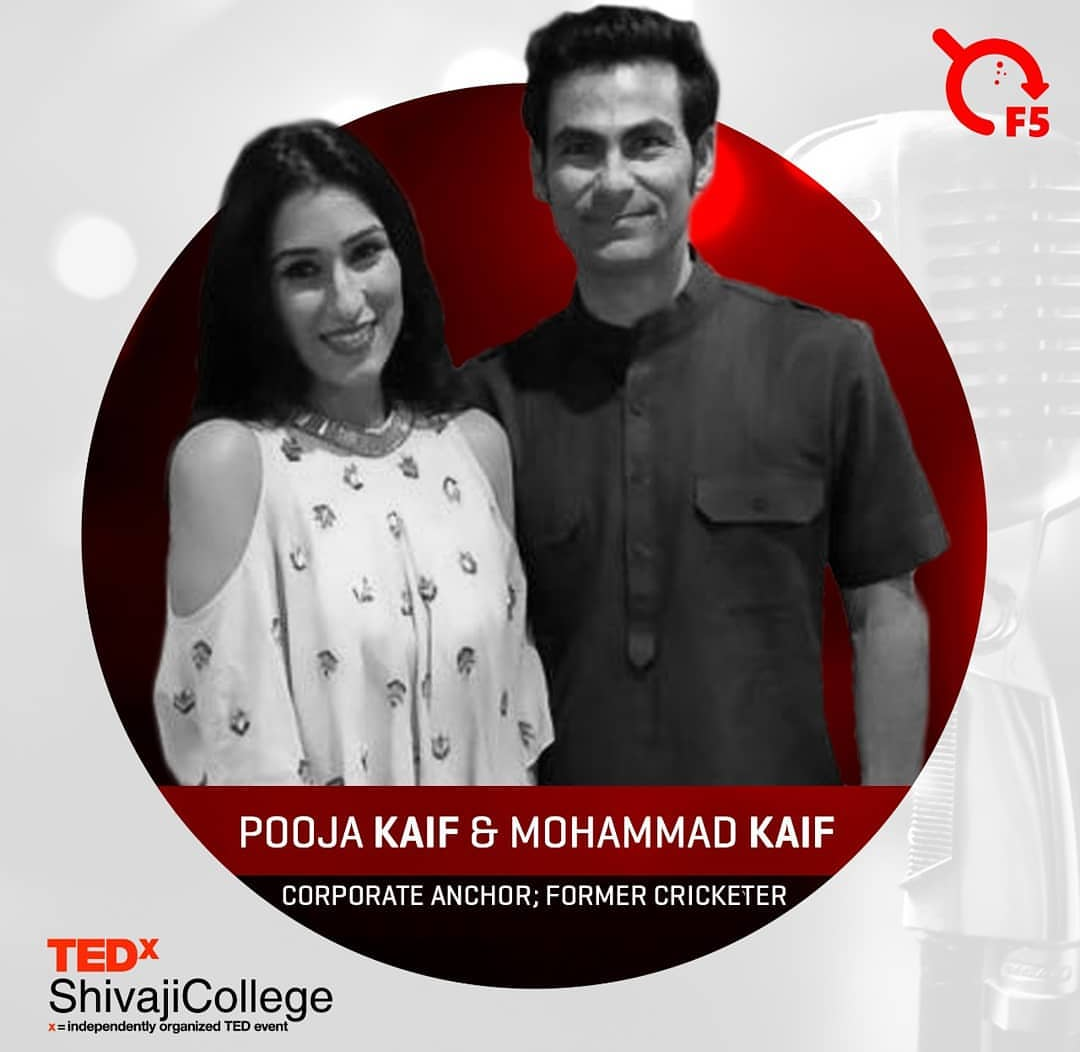 F5
POOJA KAIF & MOHAMMAD KAIF
CORPORATE ANCHOR; FORMER CRICKETER
TEDx
ShivajiCollege
x = independently organized TED event